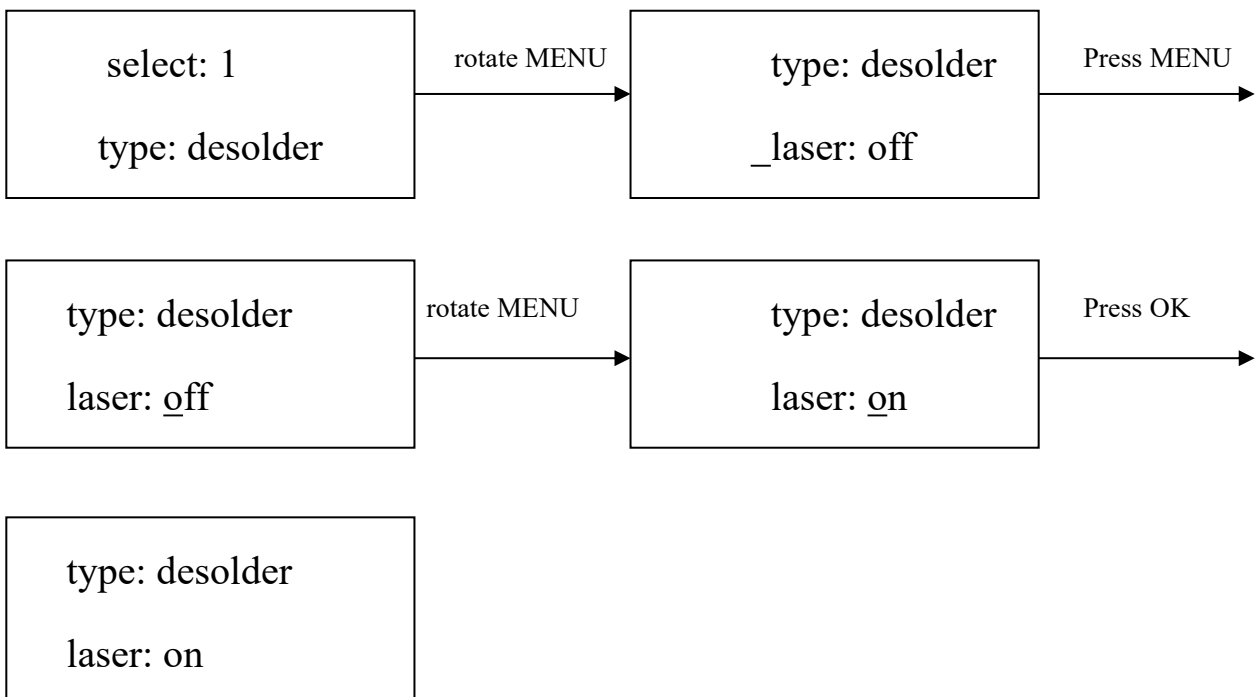 select: 1
type: desolder
rotate MENU
type: desolder
_laser: off
Press MENU
type: desolder
laser: off
rotate MENU
type: desolder
laser: on
Press OK
type: desolder
laser: on